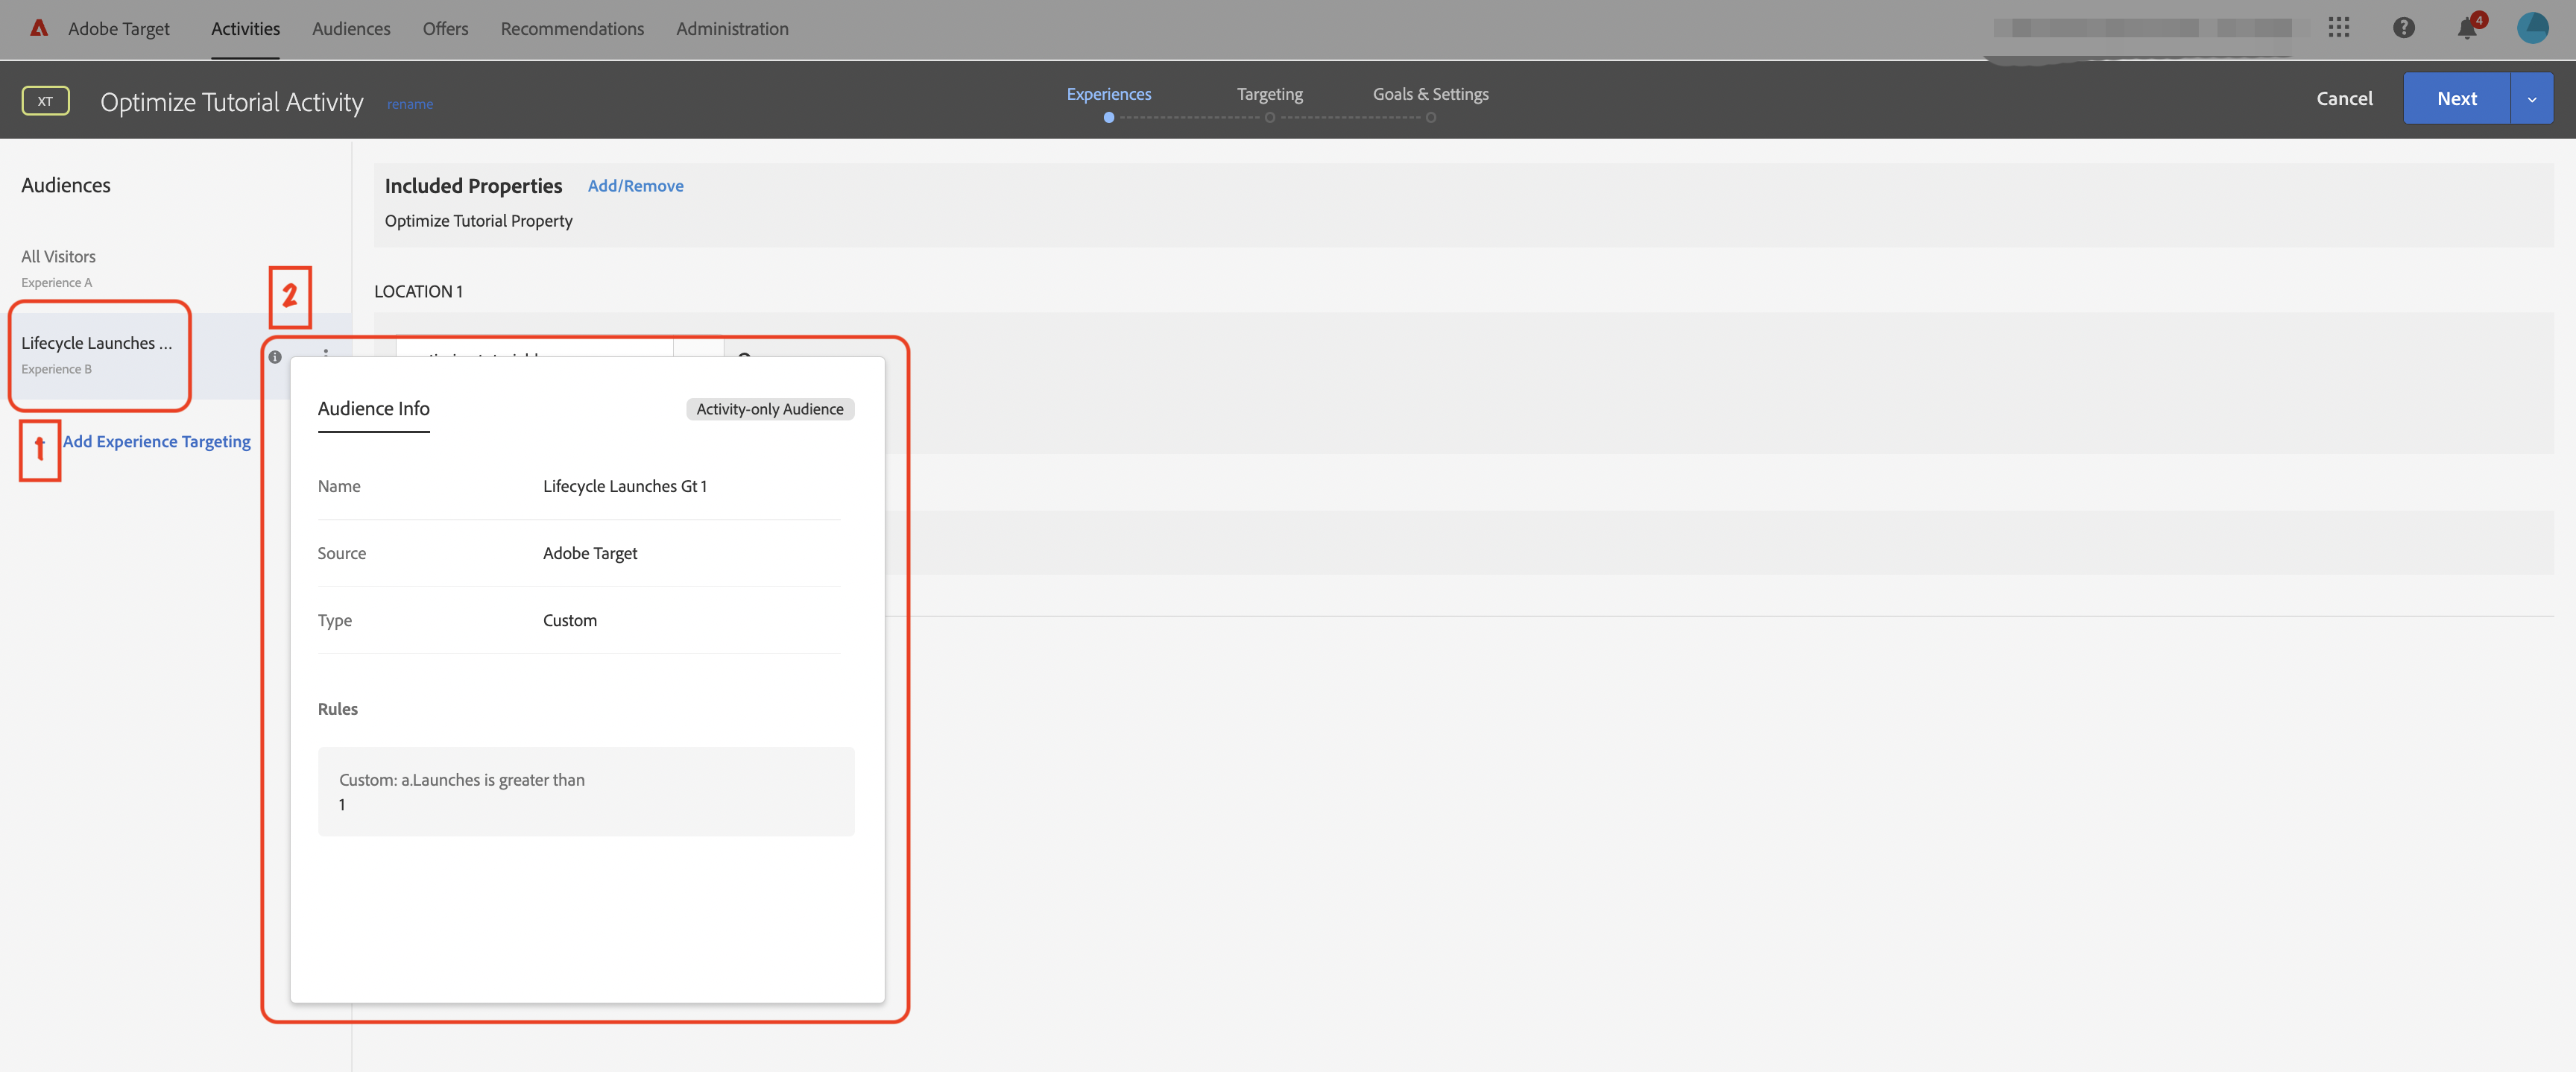 Adobe Target Activities Audiences Offers Recommendations Administration 4
XT Optimize Tutorial Activity rename Experiences Targeting Goals & Settings Cancel Next
Audiences
All Visitors
Experience A
Lifecycle Launches ...
Experience B
1
Add Experience Targeting
2
Included Properties Add/Remove
Optimize Tutorial Property
LOCATION 1
Audience Info Activity-only Audience
Name Lifecycle Launches Gt 1
Source Adobe Target
Type Custom
Rules
Custom: a.Launches is greater than
1